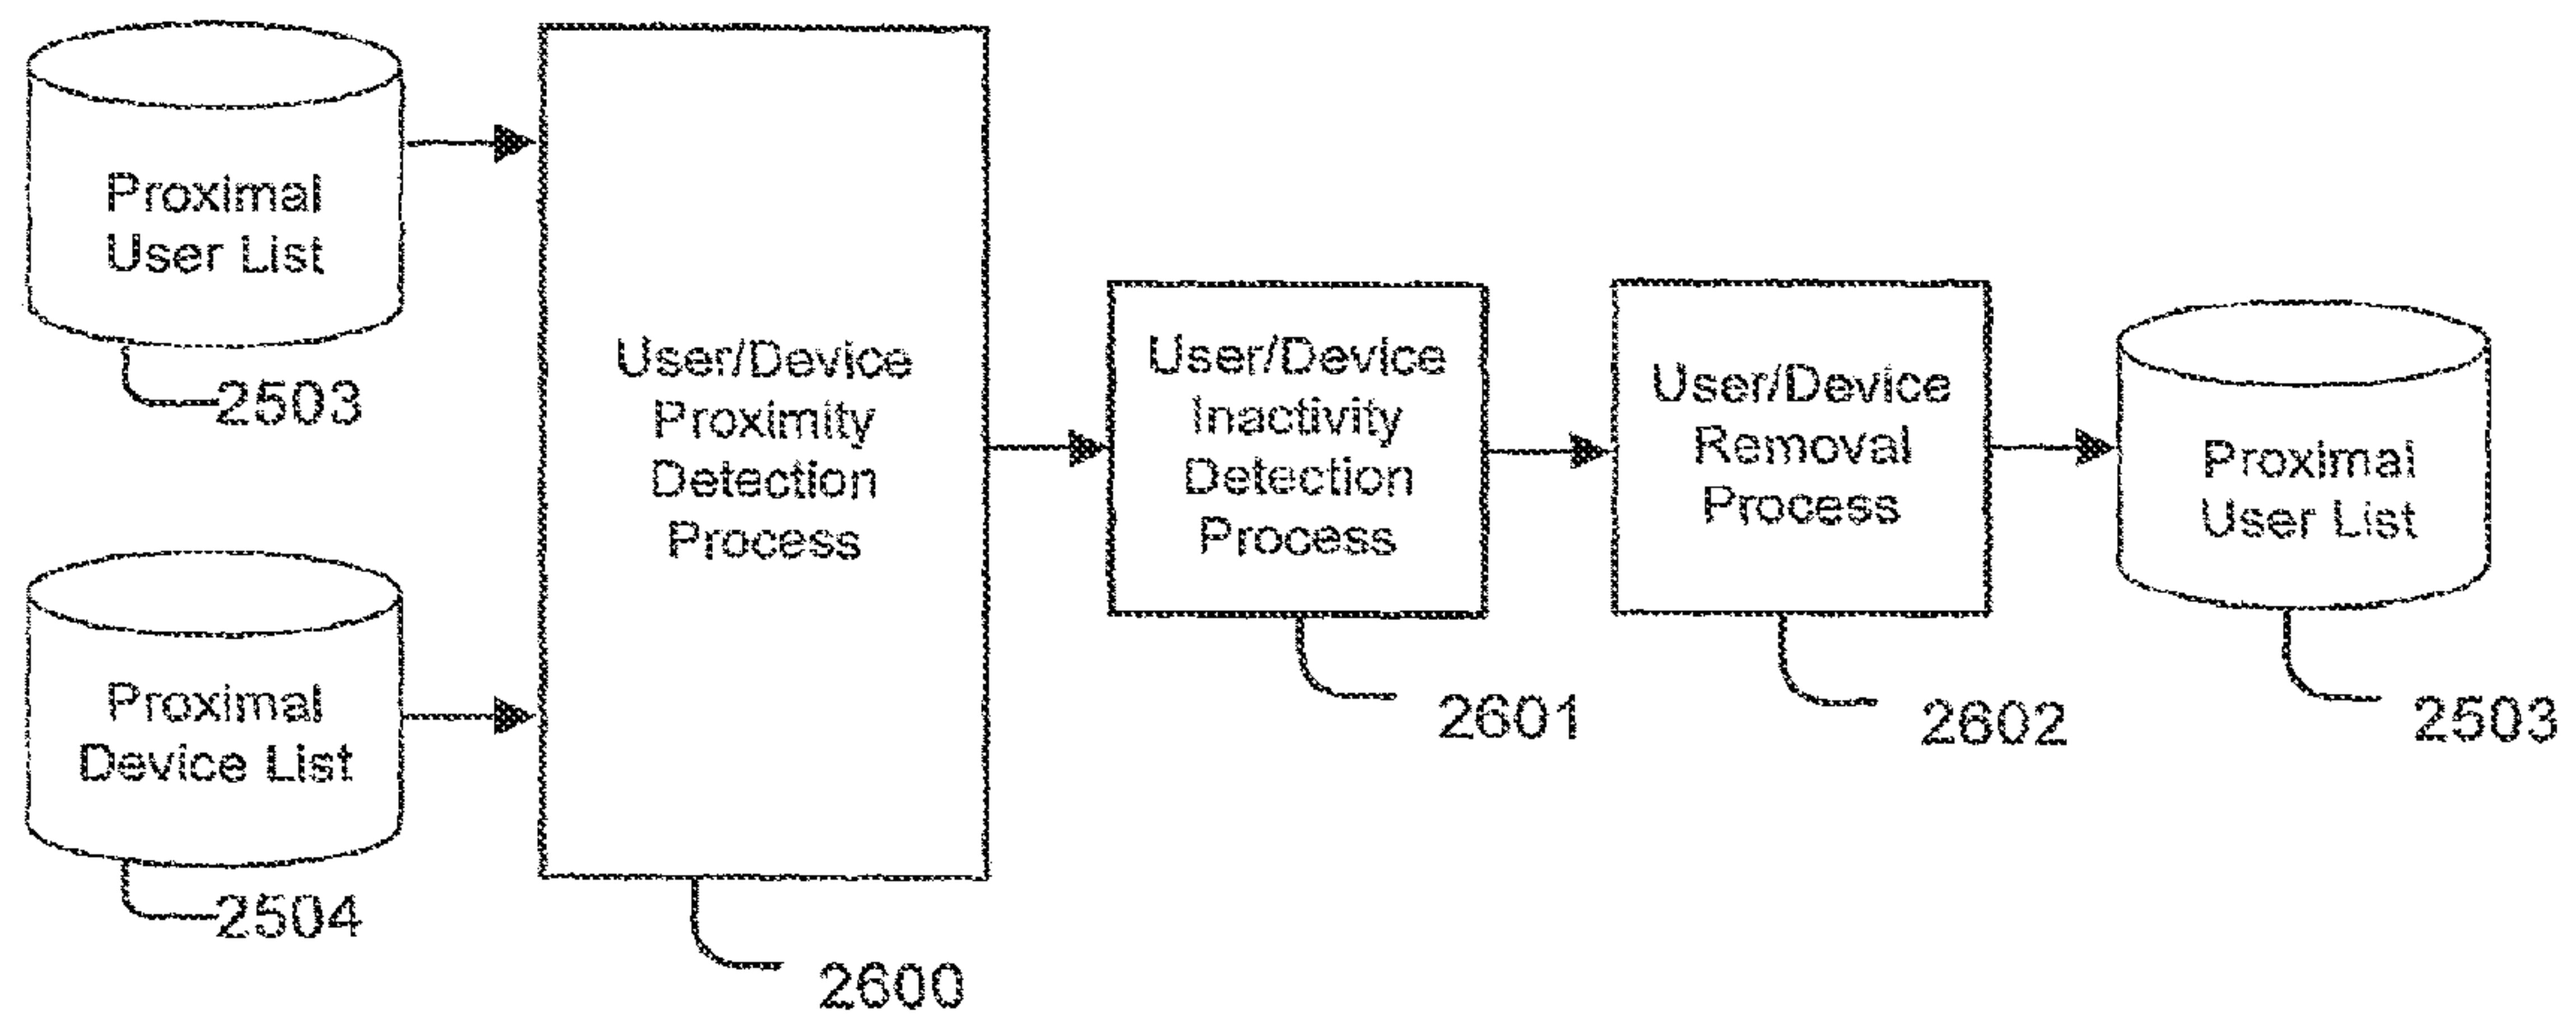 Proximal
User List
2503
Proximal
Device List
2504
User/Device
Proximity
Detection
Process
2600
User/Device
Inactivity
Detection
Process
2601
User/Device
Removal
Process
2602
Proximal
User List
2503